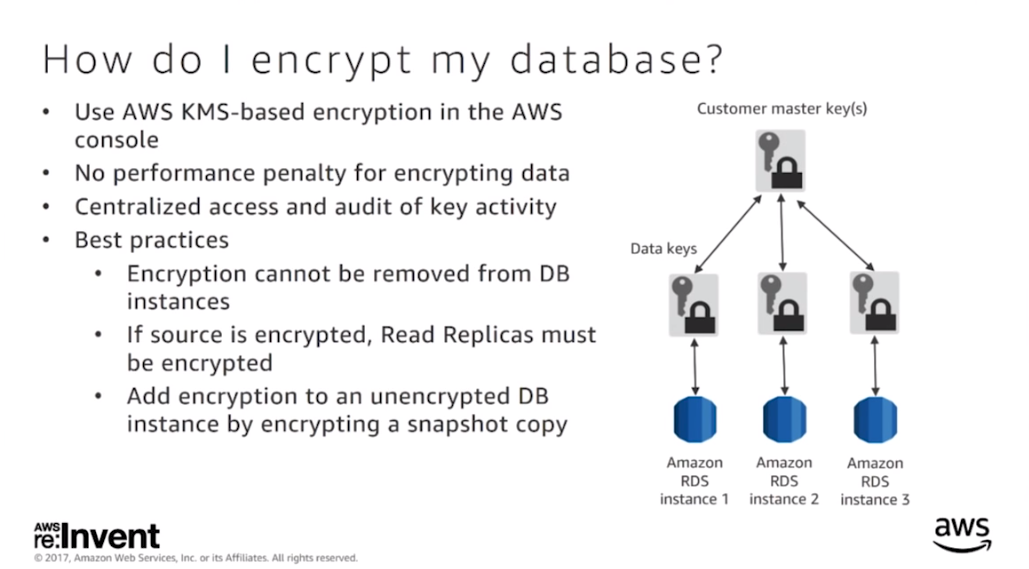 How do I encrypt my database?
• Use AWS KMS-based encryption in the AWS
console
• No performance penalty for encrypting data
• Centralized access and audit of key activity
• Best practices
• Encryption cannot be removed from DB
instances
• If source is encrypted, Read Replicas must
be encrypted
• Add encryption to an unencrypted DB
instance by encrypting a snapshot copy
Customer master key(s)
Data keys
Amazon
RDS
instance 1
Amazon
RDS
instance 2
Amazon
RDS
instance 3
AWS
re:Invent
© 2017, Amazon Web Services, Inc. or its Affiliates. All rights reserved.
aws